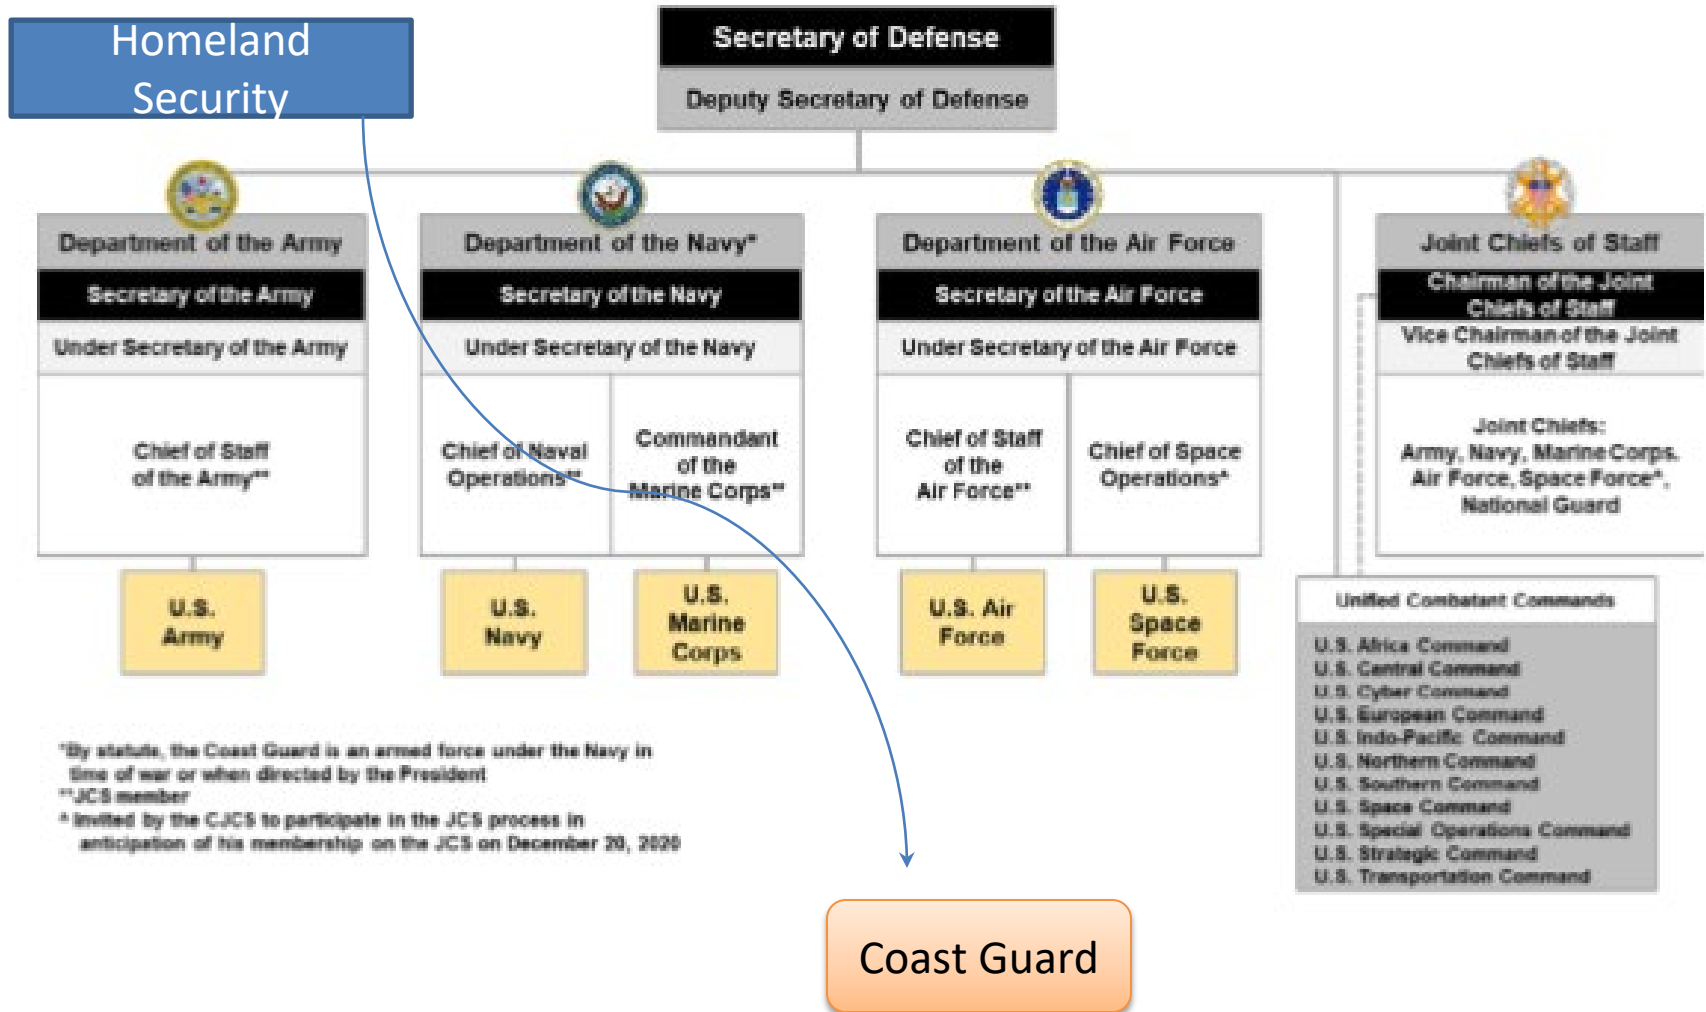 Homeland
Security
Secretary of Defense
Deputy Secretary of Defense
Department of the Army
Secretary of the Army
Under Secretary of the Army
Chief of Staff
of the Army**
U.S.
Army
Department of the Navy*
Secretary of the Navy
Under Secretary of the Navy
Chief of Naval
Operations**
Commandant
of the
Marine Corps**
U.S.
Navy
U.S.
Marine
Corps
Department of the Air Force
Secretary of the Air Force
Under Secretary of the Air Force
Chief of Staff
of the
Air Force**
Chief of Space
Operations^
U.S. Air
Force
U.S.
Space
Force
Joint Chiefs of Staff
Chairman of the Joint
Chiefs of Staff
Vice Chairman of the Joint
Chiefs of Staff
Joint Chiefs:
Army, Navy, Marine Corps,
Air Force, Space Force^,
National Guard
Unified Combatant Commands
U.S. Africa Command
U.S. Central Command
U.S. Cyber Command
U.S. European Command
U.S. Indo-Pacific Command
U.S. Northern Command
U.S. Southern Command
U.S. Space Command
U.S. Special Operations Command
U.S. Strategic Command
U.S. Transportation Command
*By statute, the Coast Guard is an armed force under the Navy in
time of war or when directed by the President
**JCS member
^ Invited by the CJCS to participate in the JCS process in
anticipation of his membership on the JCS on December 20, 2020
Coast Guard